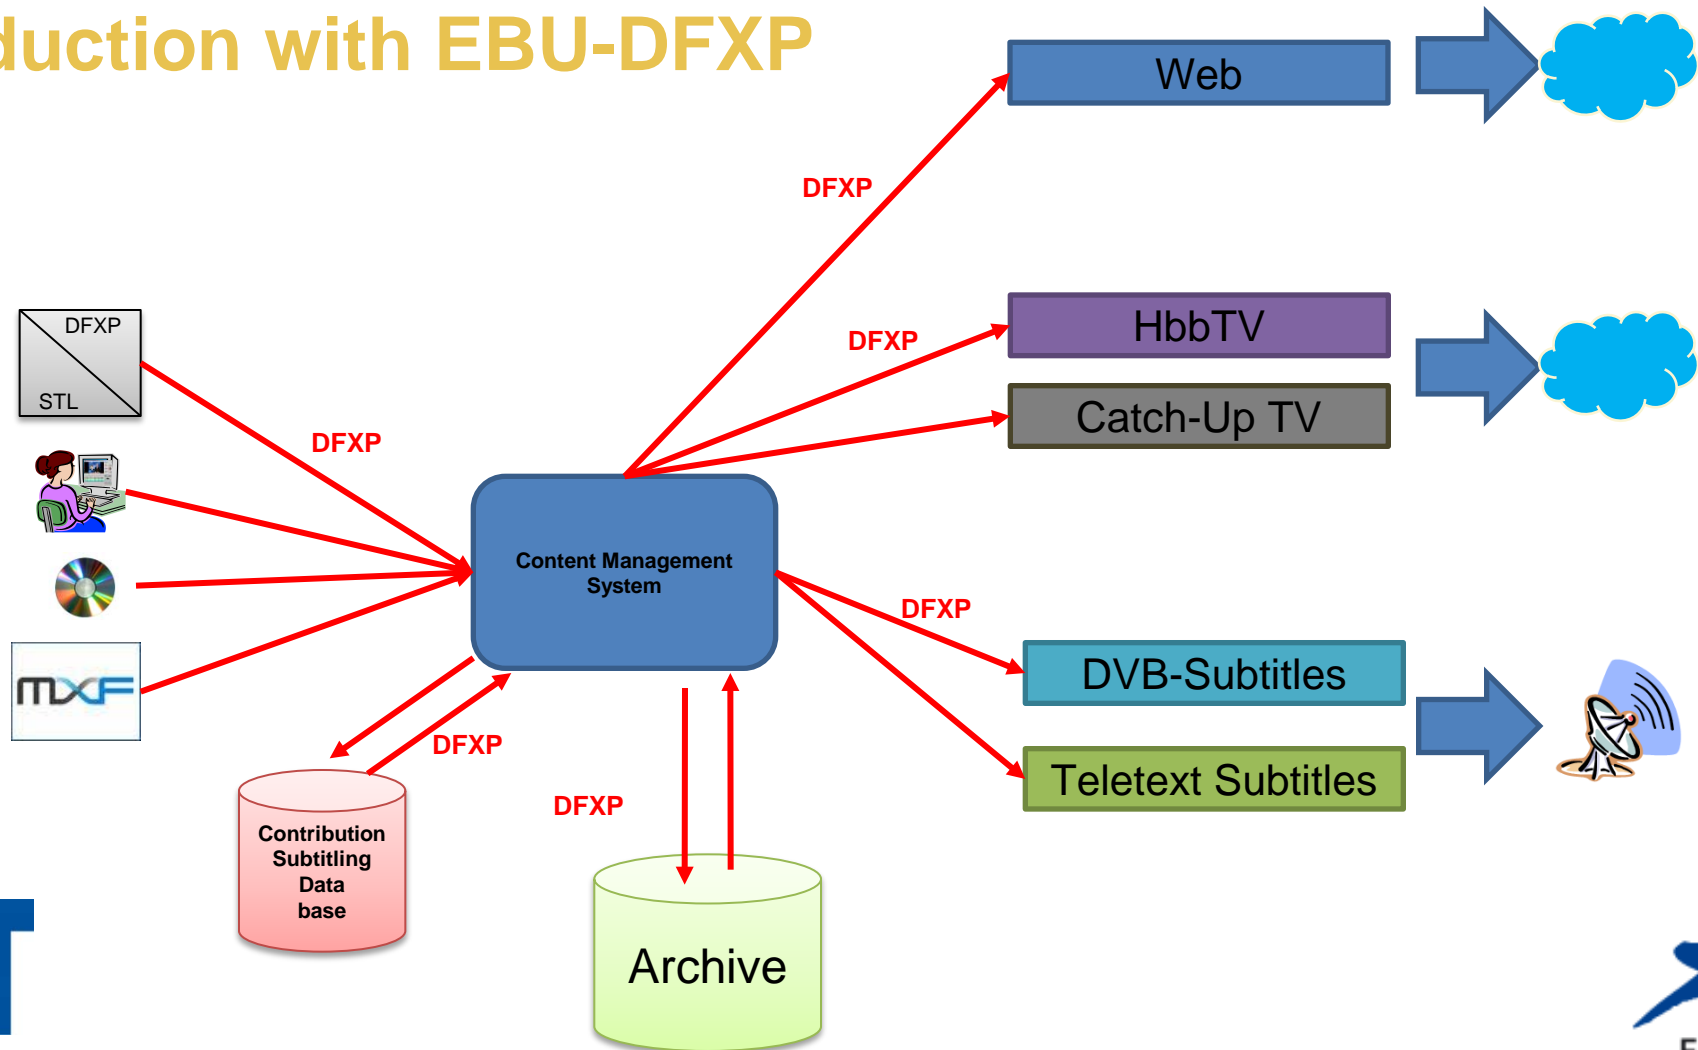 duction with EBU-DFXP
Web
DFXP
DFXP
STL
DFXP
HbbTV
DFXP
Catch-Up TV
Content Management
System
DFXP
DVB-Subtitles
mxf
DFXP
Teletext Subtitles
DFXP
Contribution
Subtitling
Data
base
Archive
T